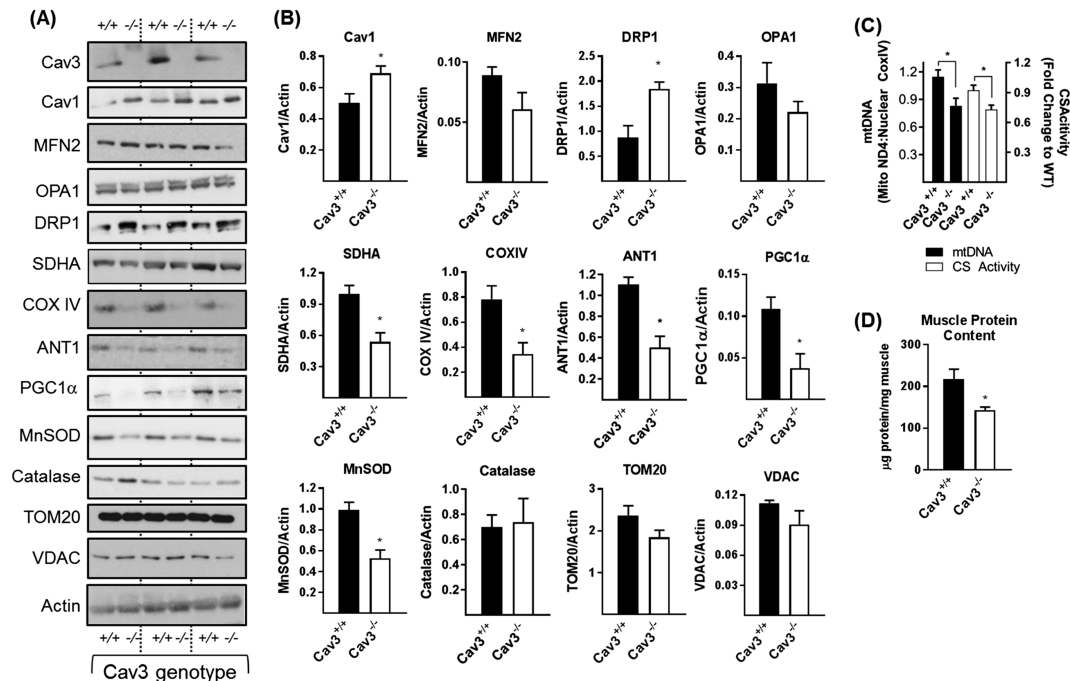 (A)
+/+ -/- +/+ -/- +/+ -/-
Cav3
Cav1
MFN2
OPA1
DRP1
SDHA
COX IV
ANT1
PGC1α
MnSOD
Catalase
TOM20
VDAC
Actin
+/+ -/- +/+ -/- +/+ -/-
Cav3 genotype
(B)
Cav1
Cav1/Actin
0.8
0.6
0.4
0.2
*
Cav3+/+
Cav3-/-
MFN2
MFN2/Actin
0.10
0.05
Cav3+/+
Cav3-/-
DRP1
DRP1/Actin
2.5
2.0
1.5
1.0
0.5
*
Cav3+/+
Cav3-/-
OPA1
OPA1/Actin
0.4
0.3
0.2
0.1
Cav3+/+
Cav3-/-
SDHA
SDHA/Actin
1.2
0.9
0.6
0.3
*
Cav3+/+
Cav3-/-
COXIV
COX IV/Actin
1.0
0.8
0.6
0.4
0.2
*
Cav3+/+
Cav3-/-
ANT1
ANT1/Actin
1.2
1.0
0.8
0.6
0.4
0.2
*
Cav3+/+
Cav3-/-
PGC1α
PGC1α/Actin
0.15
0.10
0.05
*
Cav3+/+
Cav3-/-
MnSOD
MnSOD/Actin
1.2
1.0
0.8
0.6
0.4
0.2
*
Cav3+/+
Cav3-/-
Catalase
Catalase/Actin
1.0
0.8
0.6
0.4
0.2
0.0
Cav3+/+
Cav3-/-
TOM20
TOM20/Actin
3
2
1
Cav3+/+
Cav3-/-
VDAC
VDAC/Actin
0.12
0.09
0.06
0.03
Cav3+/+
Cav3-/-
(C)
mtDNA
(Mito ND4:Nuclear CoxIV)
1.2
0.9
0.6
0.3
*
*
1.2
0.9
0.6
0.3
CSAcitivity
(Fold Change to WT)
Cav3+/+
Cav3-/-
Cav3+/+
Cav3-/-
mtDNA
CS Activity
(D)
Muscle Protein
Content
µg protein/mg muscle
300
200
100
0
*
Cav3+/+
Cav3-/-